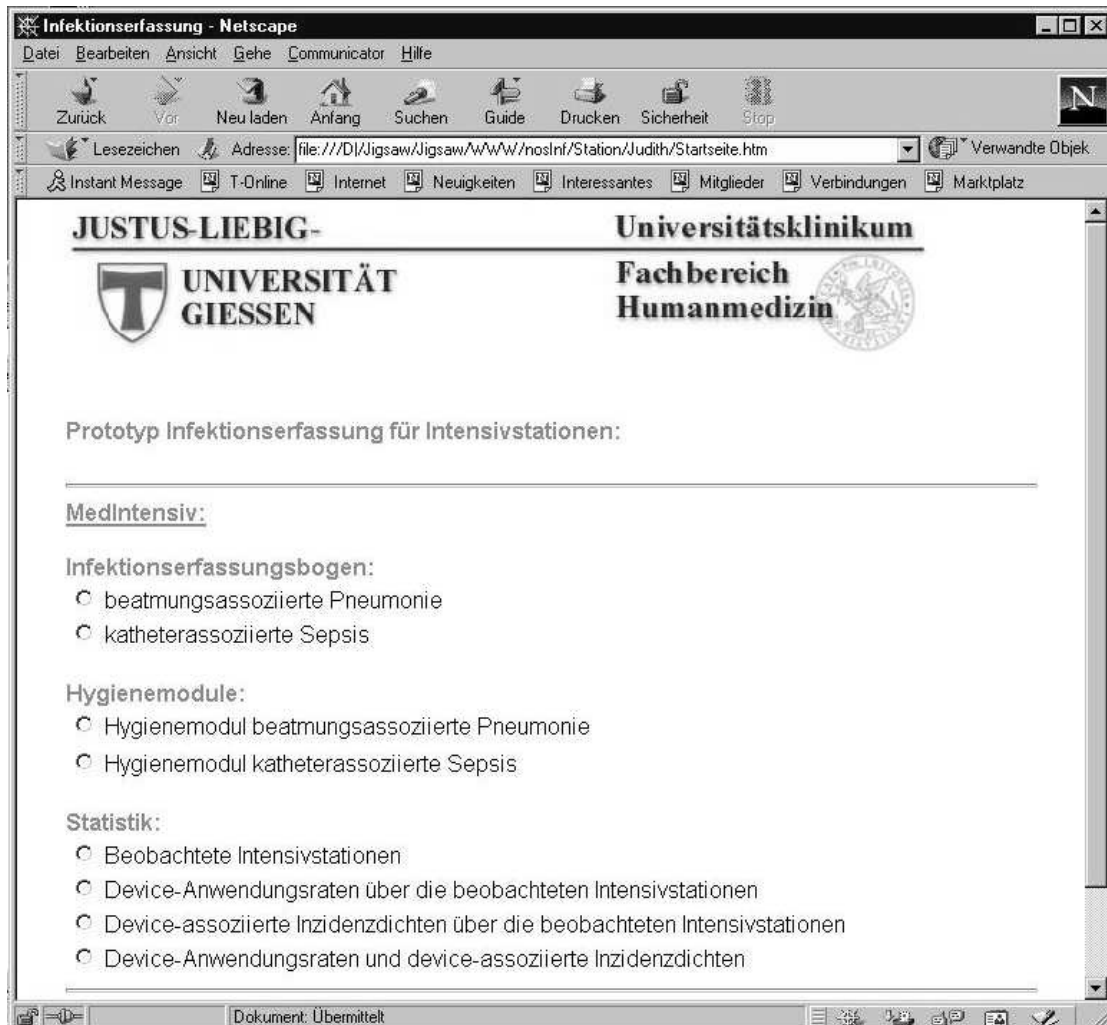 Infektionserfassung - Netscape
Datei Bearbeiten Ansicht Gehe Communicator Hilfe
Zurück Vor Neu laden Anfang Suchen Guide Drucken Sicherheit Stop
N
Lesezeichen Adresse: file:///D|/Jigsaw/Jigsaw/WWW/nosInf/Station/Judith/Startseite.htm Verwandte Objek
Instant Message T-Online Internet Neuigkeiten Interessantes Mitglieder Verbindungen Marktplatz
JUSTUS-LIEBIG- Universitätsklinikum
UNIVERSITÄT Fachbereich
GIESSEN Humanmedizin
Prototyp Infektionserfassung für Intensivstationen:
MedIntensiv:
Infektionserfassungsbogen:
beatmungsassoziierte Pneumonie
katheterassoziierte Sepsis
Hygienemodule:
Hygienemodul beatmungsassoziierte Pneumonie
Hygienemodul katheterassoziierte Sepsis
Statistik:
Beobachtete Intensivstationen
Device-Anwendungsraten über die beobachteten Intensivstationen
Device-assoziierte Inzidenzdichten über die beobachteten Intensivstationen
Device-Anwendungsraten und device-assoziierte Inzidenzdichten
Dokument: Übermittelt